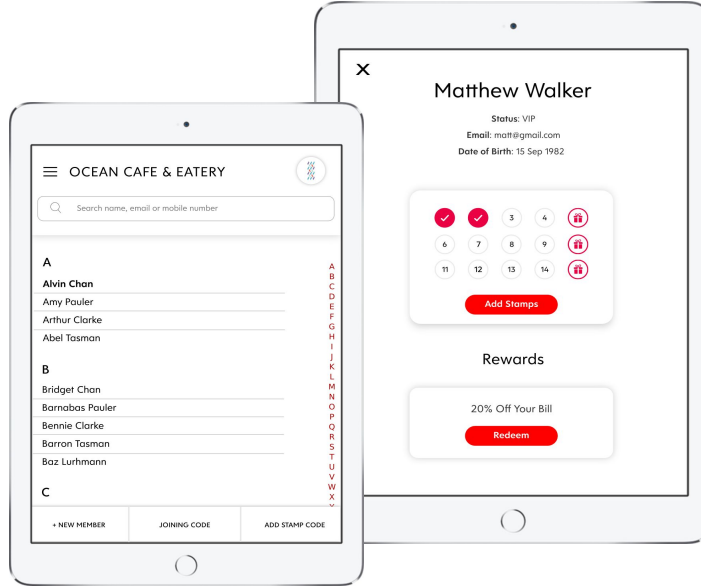 OCEAN CAFE & EATERY
Search name, email or mobile number
A
Alvin Chan
Amy Pauler
Arthur Clarke
Abel Tasman
B
Bridget Chan
Barnabas Pauler
Bennie Clarke
Barron Tasman
Baz Lurhmann
C
A
B
C
D
E
F
G
H
I
J
K
L
M
N
O
P
Q
R
S
T
U
V
W
X
+ NEW MEMBER
JOINING CODE
ADD STAMP CODE
X
Matthew Walker
Status: VIP
Email: matt@gmail.com
Date of Birth: 15 Sep 1982
3 4
6 7 8 9
11 12 13 14
Add Stamps
Rewards
20% Off Your Bill
Redeem